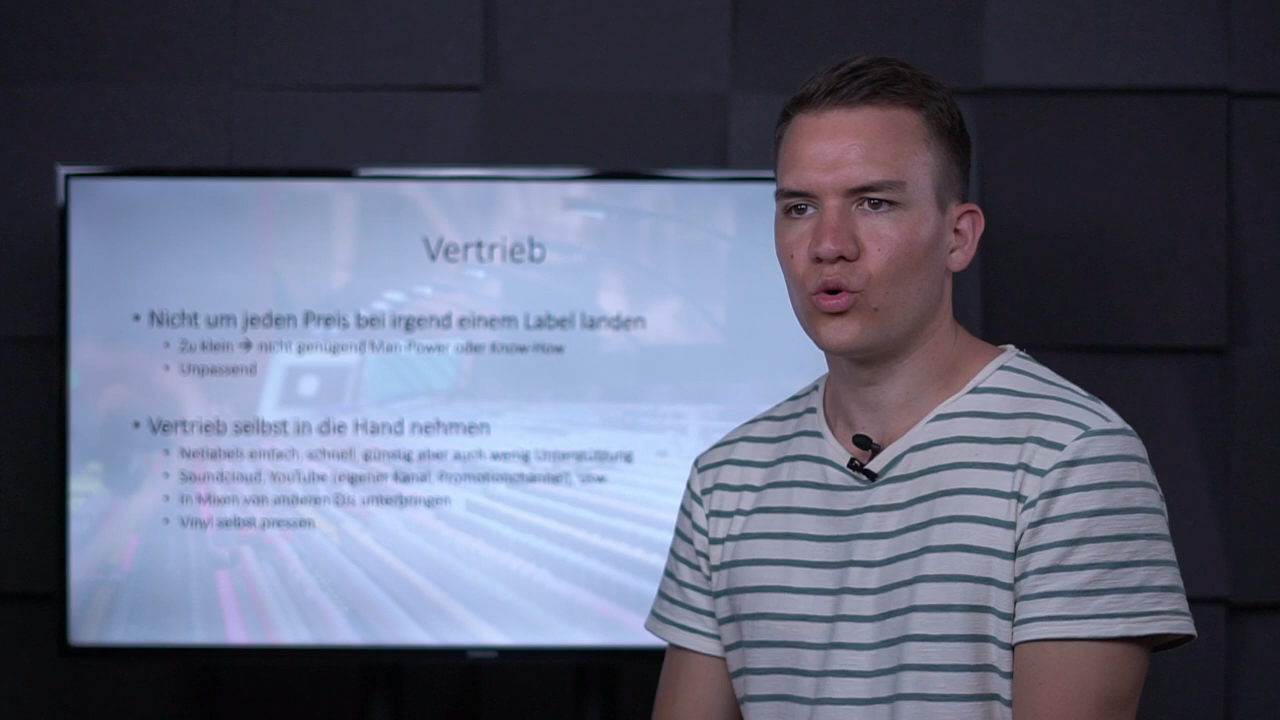 Vertrieb
• Nicht um jeden Preis bei irgend einem Label landen
• Zu klein → nicht genügend Man-Power oder Know-How
• Unpassend
• Vertrieb selbst in die Hand nehmen
• Netlabels einfach, schnell, günstig aber auch wenig Unterstützung
• Soundcloud, YouTube (eigener Kanal, Promotionchannel), usw.
• In Mixen von anderen DJs unterbringen
• Vinyl selbst pressen